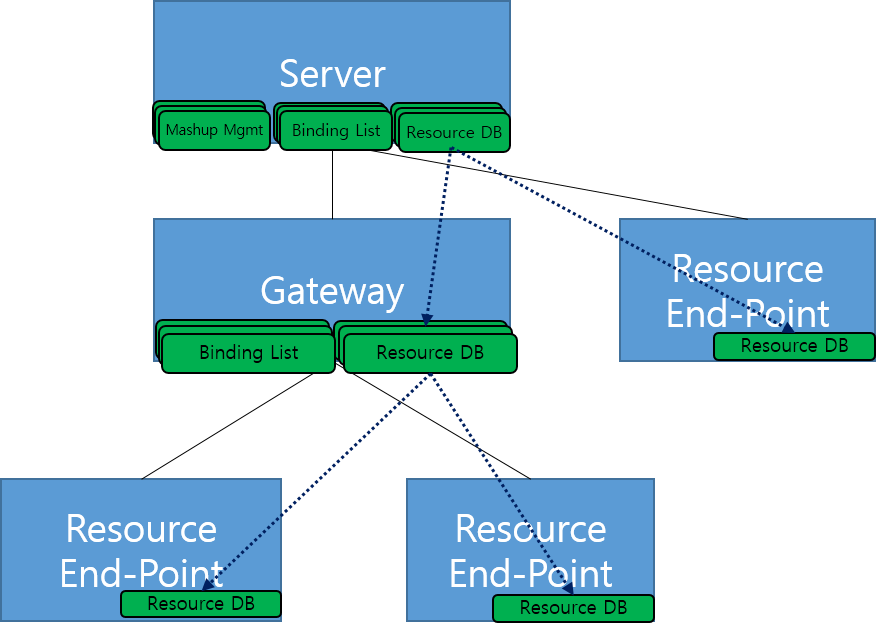 Server
Mashup Mgmt
Binding List
Resource DB
Gateway
Binding List
Resource DB
Resource
End-Point
Resource DB
Resource
End-Point
Resource DB
Resource
End-Point
Resource DB